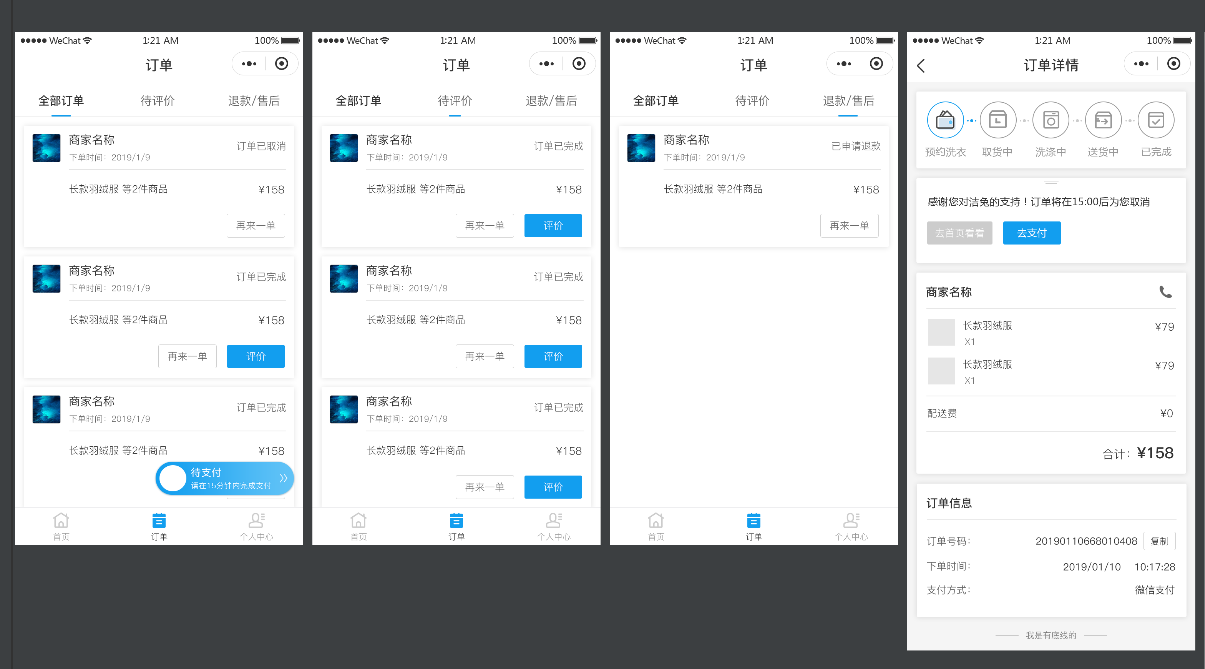 ●●●●● WeChat 1:21 AM 100%
订单
全部订单 待评价 退款/售后
商家名称
下单时间：2019/1/9
订单已取消
长款羽绒服 等2件商品 ¥158
再来一单
商家名称
下单时间：2019/1/9
订单已完成
长款羽绒服 等2件商品 ¥158
再来一单 评价
商家名称
下单时间：2019/1/9
订单已完成
长款羽绒服 等2件商品 ¥158
待支付
请在15分钟内完成支付
首页 订单 个人中心
●●●●● WeChat 1:21 AM 100%
订单
全部订单 待评价 退款/售后
商家名称
下单时间：2019/1/9
订单已完成
长款羽绒服 等2件商品 ¥158
再来一单 评价
商家名称
下单时间：2019/1/9
订单已完成
长款羽绒服 等2件商品 ¥158
再来一单 评价
商家名称
下单时间：2019/1/9
订单已完成
长款羽绒服 等2件商品 ¥158
再来一单 评价
首页 订单 个人中心
●●●●● WeChat 1:21 AM 100%
订单
全部订单 待评价 退款/售后
商家名称
下单时间：2019/1/9
已申请退款
长款羽绒服 等2件商品 ¥158
再来一单
首页 订单 个人中心
●●●●● WeChat 1:21 AM 100%
订单详情
预约洗衣 取货中 洗涤中 送货中 已完成
感谢您对洁兔的支持！订单将在15:00后为您取消
去首页看看 去支付
商家名称
长款羽绒服 ¥79
X1
长款羽绒服 ¥79
X1
配送费 ¥0
合计：¥158
订单信息
订单号码： 20190110668010408 复制
下单时间： 2019/01/10 10:17:28
支付方式： 微信支付
我是有底线的